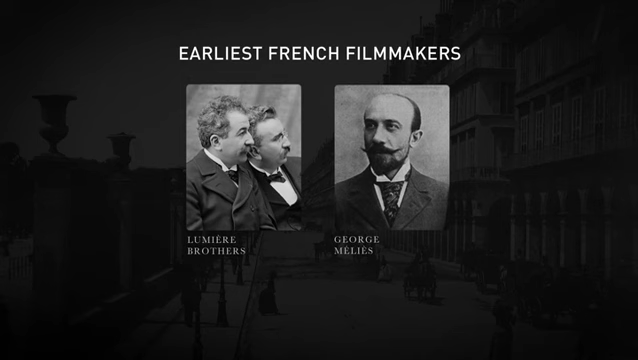 EARLIEST FRENCH FILMMAKERS
LUMIÈRE
BROTHERS
GEORGE
MÉLIÈS